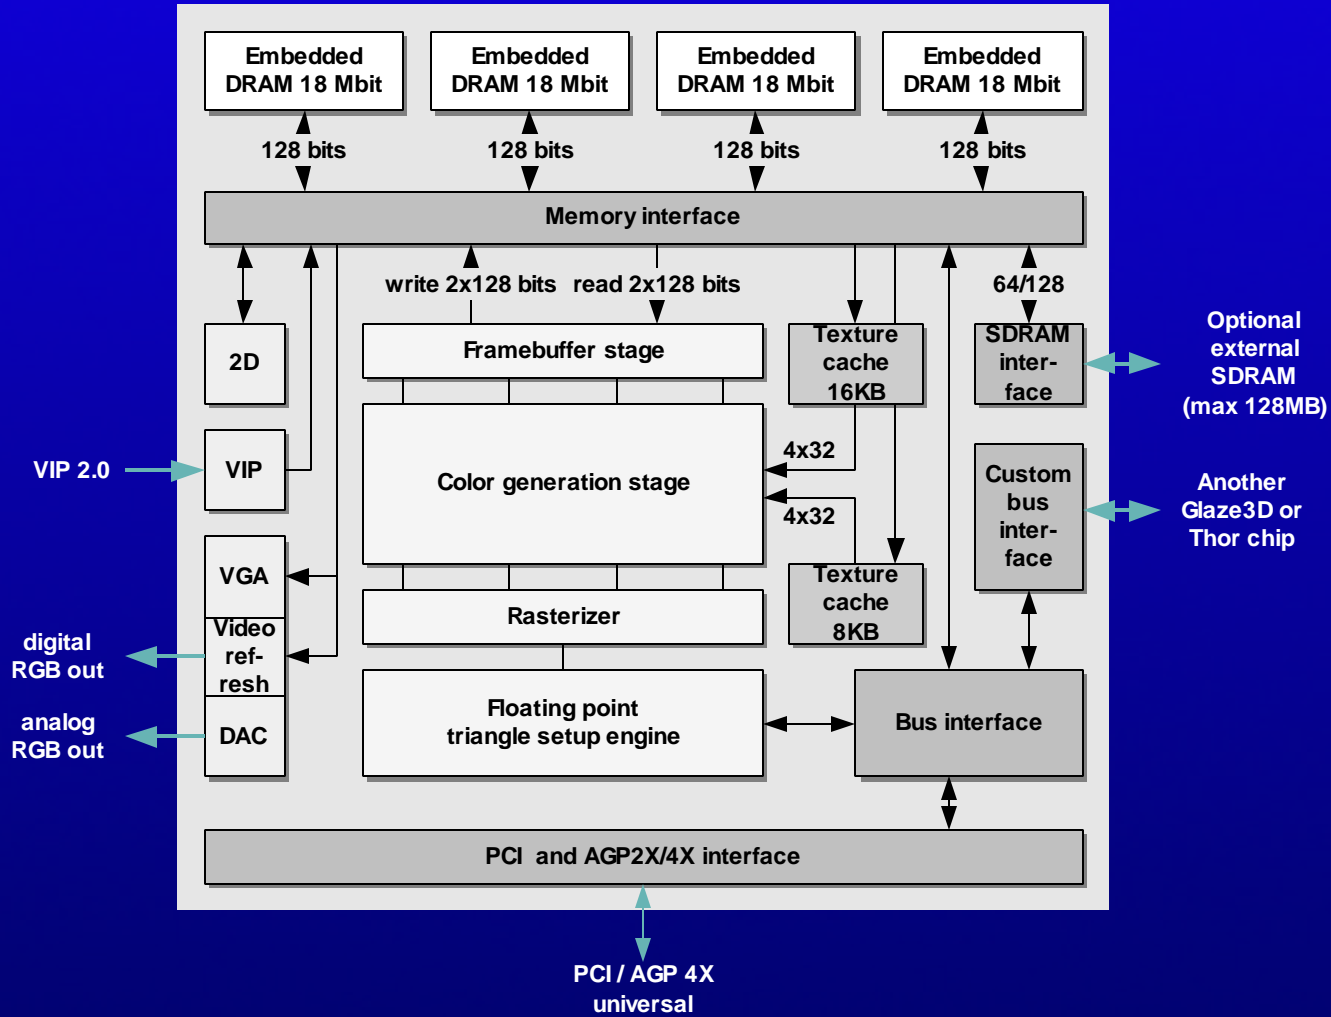 Embedded
DRAM 18 Mbit
Embedded
DRAM 18 Mbit
Embedded
DRAM 18 Mbit
Embedded
DRAM 18 Mbit
128 bits
128 bits
128 bits
128 bits
Memory interface
write 2x128 bits
read 2x128 bits
64/128
2D
Framebuffer stage
Texture
cache
16KB
SDRAM
inter-
face
Optional
external
SDRAM
(max 128MB)
VIP 2.0
VIP
Color generation stage
4x32
4x32
Custom
bus
inter-
face
Another
Glaze3D or
Thor chip
VGA
Video
ref-
resh
DAC
digital
RGB out
analog
RGB out
Rasterizer
Texture
cache
8KB
Floating point
triangle setup engine
Bus interface
PCI and AGP2X/4X interface
PCI / AGP 4X
universal